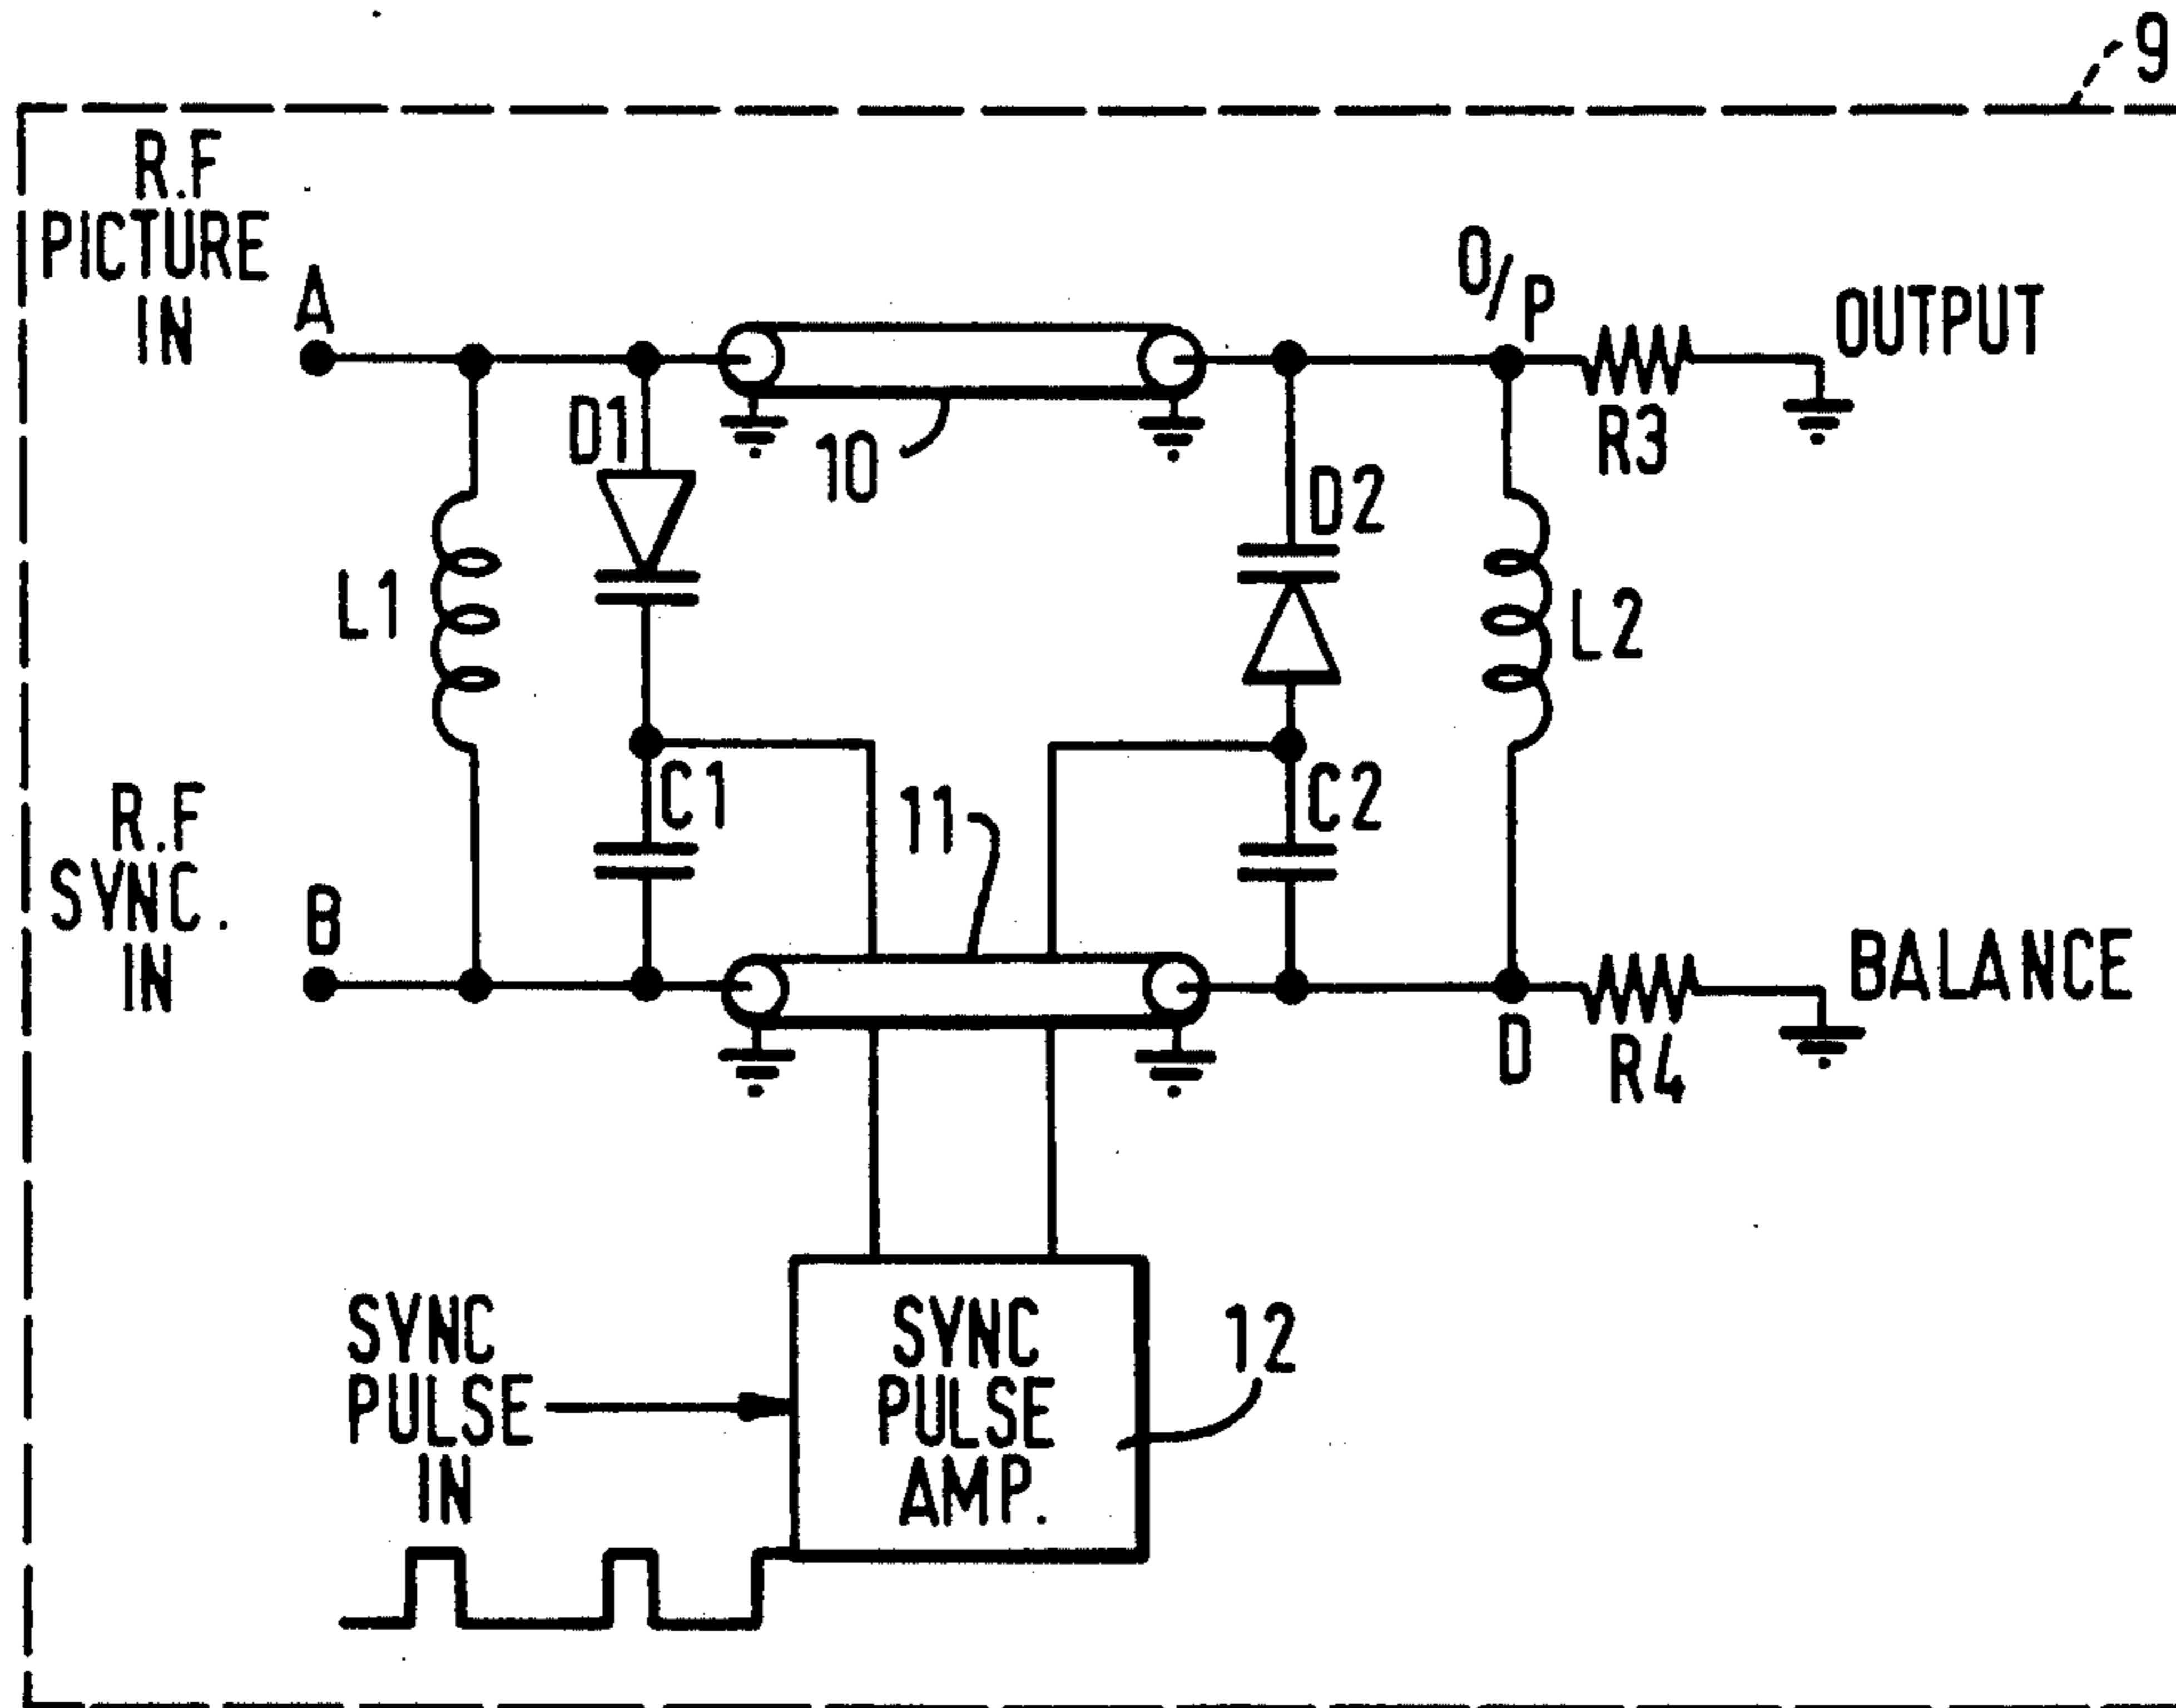 9
R.F
PICTURE
IN
A
O/P
OUTPUT
D1
10
R3
D2
L1
L2
C1
11
C2
R.F
SYNC.
IN
B
BALANCE
D
R4
SYNC
PULSE
IN
SYNC
PULSE
AMP.
12